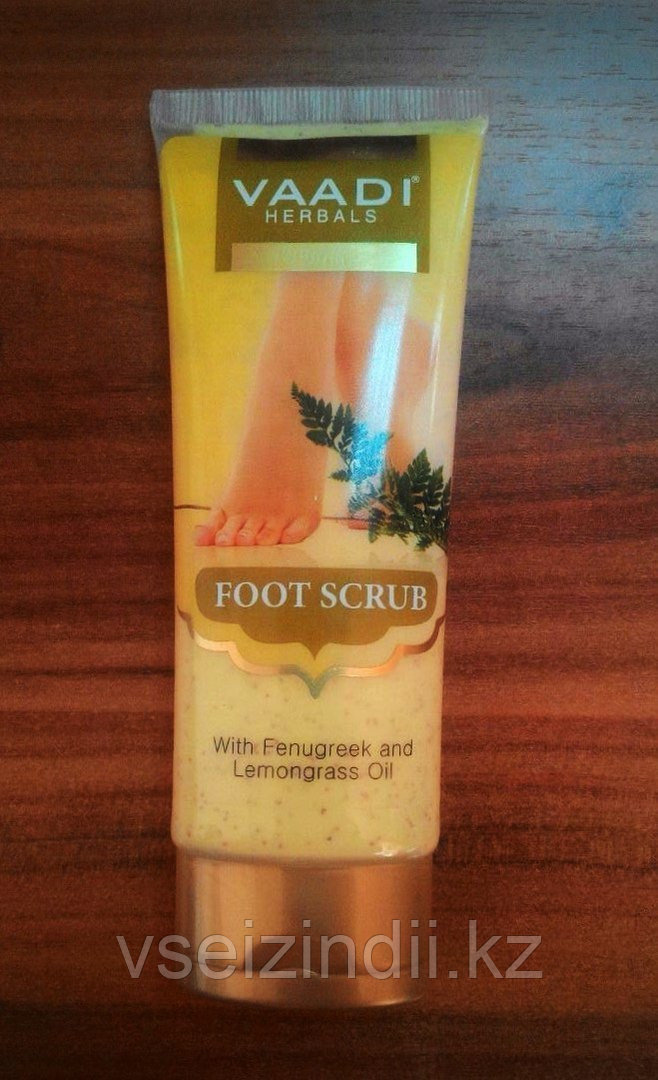 VAADI®
HERBALS
FOOT SCRUB
With Fenugreek and
Lemongrass Oil
vseizindii.kz